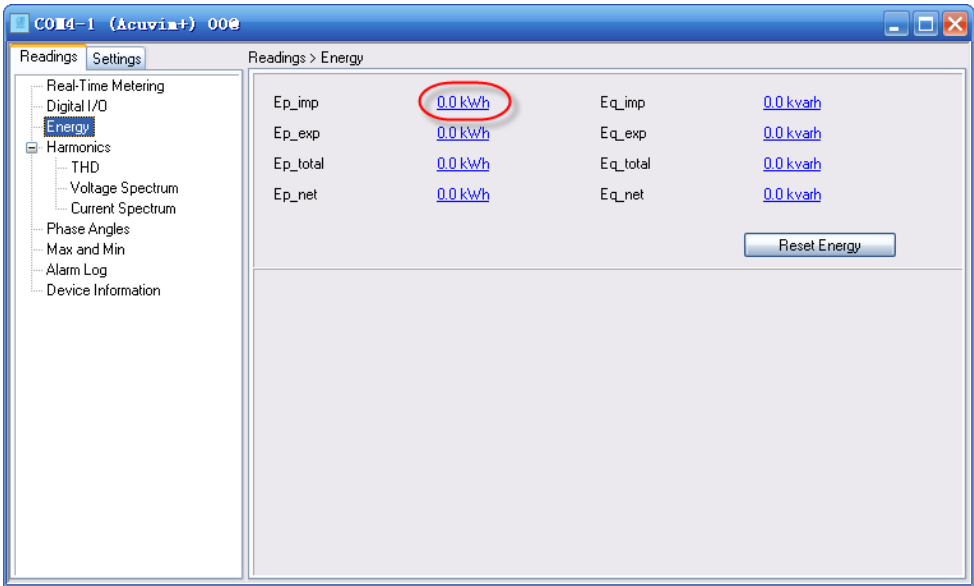 COM4-1 (Acuvim+) 00@
Readings Settings
Readings > Energy
Real-Time Metering
Digital I/O
Energy
Harmonics
THD
Voltage Spectrum
Current Spectrum
Phase Angles
Max and Min
Alarm Log
Device Information
Ep_imp 0.0 kWh Eq_imp 0.0 kvarh
Ep_exp 0.0 kWh Eq_exp 0.0 kvarh
Ep_total 0.0 kWh Eq_total 0.0 kvarh
Ep_net 0.0 kWh Eq_net 0.0 kvarh
Reset Energy